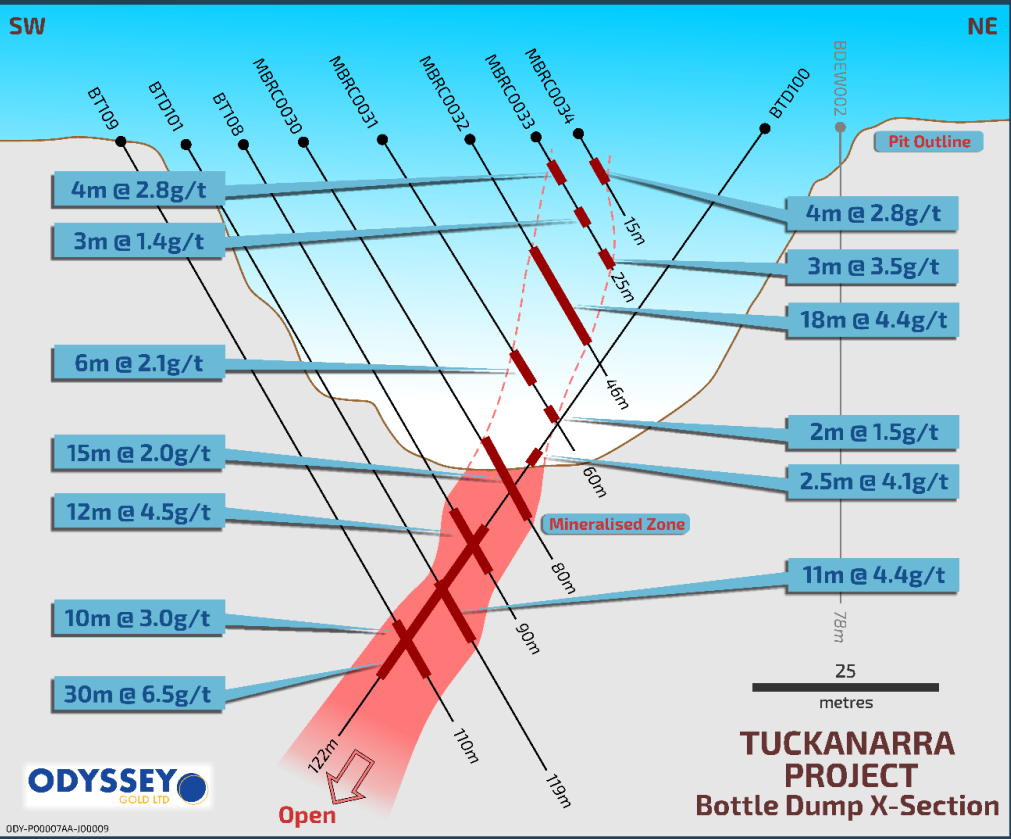 SW
NE
BT109
BTD101
BT108
MBRC0030
MBRC0031
MBRC0032
MBRC0033
MBRC0034
BTD100
BDEW002
Pit Outline
4m @ 2.8g/t
3m @ 1.4g/t
6m @ 2.1g/t
15m @ 2.0g/t
12m @ 4.5g/t
10m @ 3.0g/t
30m @ 6.5g/t
4m @ 2.8g/t
3m @ 3.5g/t
18m @ 4.4g/t
2m @ 1.5g/t
2.5m @ 4.1g/t
11m @ 4.4g/t
15m
25m
46m
60m
80m
90m
110m
119m
122m
78m
Mineralised Zone
Open
25
metres
TUCKANARRA
PROJECT
Bottle Dump X-Section
ODYSSEY
GOLD LTD
ODY-P00007AA-J00009